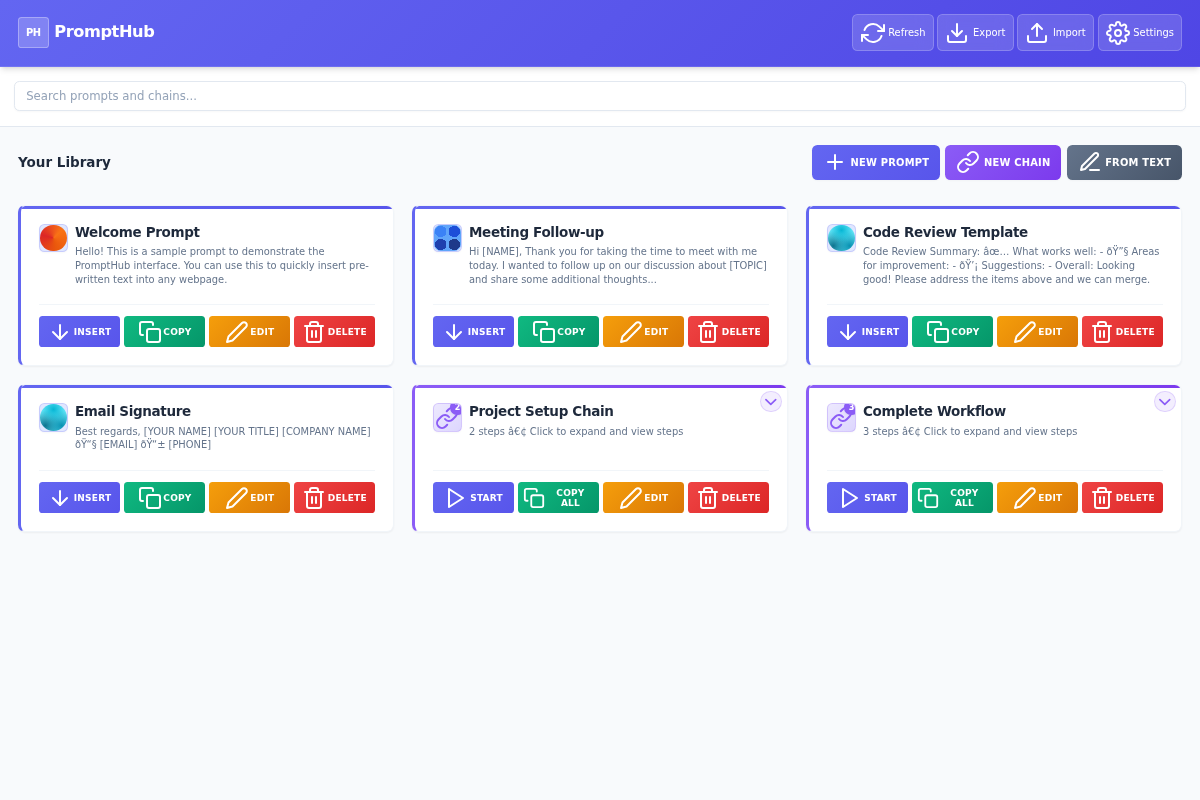 PH PromptHub
Refresh Export Import Settings
Search prompts and chains...
Your Library
NEW PROMPT NEW CHAIN FROM TEXT
Welcome Prompt
Hello! This is a sample prompt to demonstrate the
PromptHub interface. You can use this to quickly insert pre-
written text into any webpage.
INSERT COPY EDIT DELETE
Meeting Follow-up
Hi [NAME], Thank you for taking the time to meet with me
today. I wanted to follow up on our discussion about [TOPIC]
and share some additional thoughts...
INSERT COPY EDIT DELETE
Code Review Template
Code Review Summary: âœ… What works well: - ðŸ”§ Areas
for improvement: - ðŸ’¡ Suggestions: - Overall: Looking
good! Please address the items above and we can merge.
INSERT COPY EDIT DELETE
Email Signature
Best regards, [YOUR NAME] [YOUR TITLE] [COMPANY NAME]
ðŸ“§ [EMAIL] ðŸ“± [PHONE]
INSERT COPY EDIT DELETE
2
Project Setup Chain
2 steps â€¢ Click to expand and view steps
START COPY ALL EDIT DELETE
3
Complete Workflow
3 steps â€¢ Click to expand and view steps
START COPY ALL EDIT DELETE